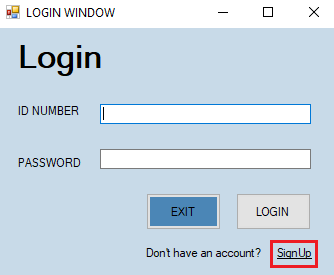 LOGIN WINDOW
Login
ID NUMBER
PASSWORD
EXIT LOGIN
Don't have an account? SignUp